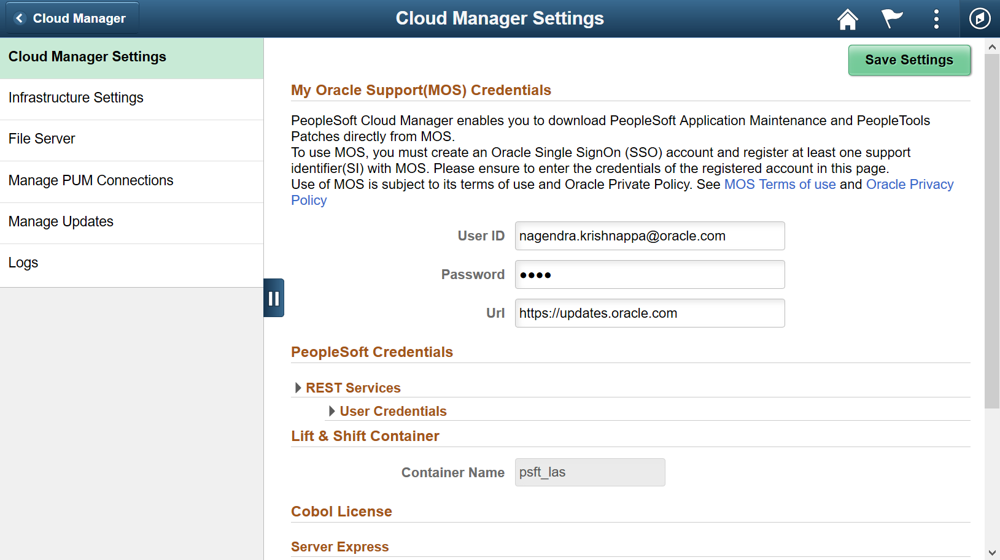 Cloud Manager
Cloud Manager Settings
Cloud Manager Settings
Infrastructure Settings
File Server
Manage PUM Connections
Manage Updates
Logs
Save Settings
My Oracle Support(MOS) Credentials
PeopleSoft Cloud Manager enables you to download PeopleSoft Application Maintenance and PeopleTools
Patches directly from MOS.
To use MOS, you must create an Oracle Single SignOn (SSO) account and register at least one support
identifier(SI) with MOS. Please ensure to enter the credentials of the registered account in this page.
Use of MOS is subject to its terms of use and Oracle Private Policy. See MOS Terms of use and Oracle Privacy
Policy
User ID nagendra.krishnappa@oracle.com
Password ●●●●
Url https://updates.oracle.com
PeopleSoft Credentials
REST Services
User Credentials
Lift & Shift Container
Container Name psft_las
Cobol License
Server Express